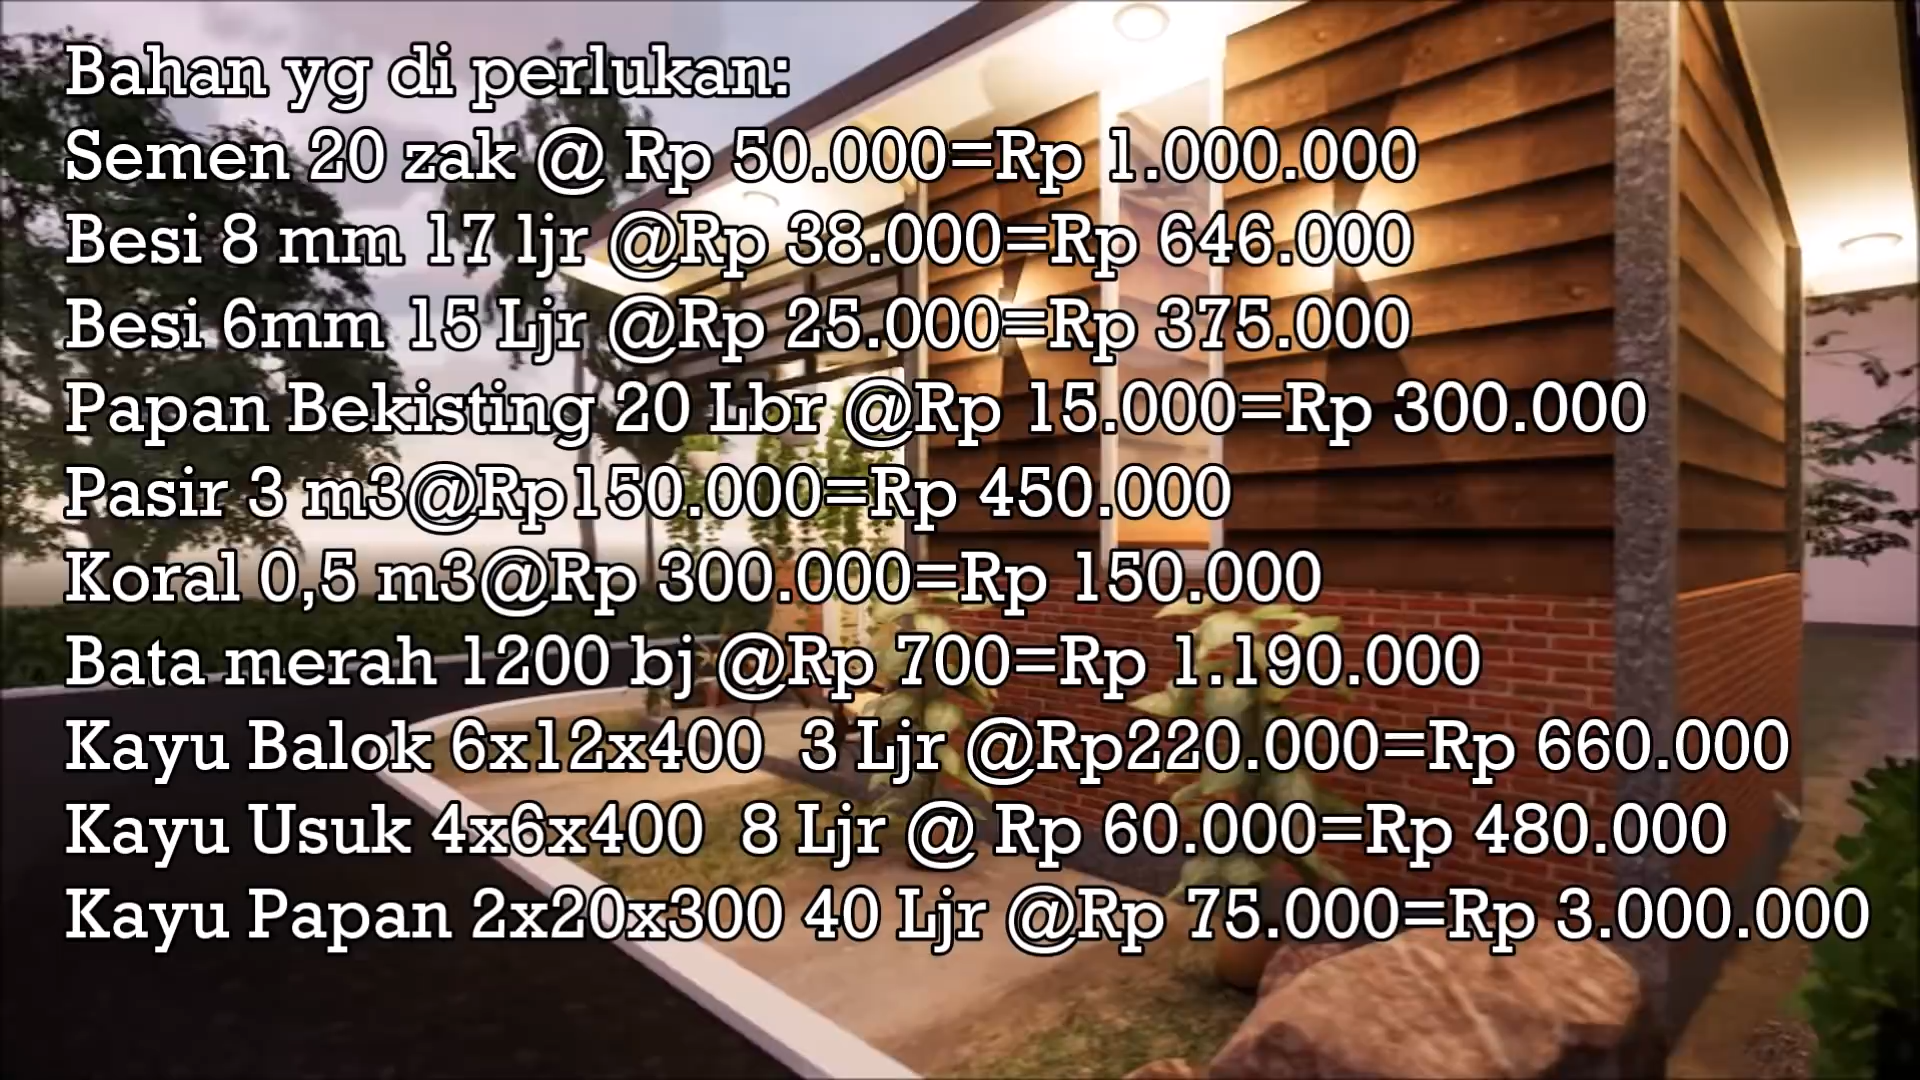 Bahan yg di perlukan:
Semen 20 zak @ Rp 50.000=Rp 1.000.000
Besi 8 mm 17 ljr @Rp 38.000=Rp 646.000
Besi 6mm 15 Ljr @Rp 25.000=Rp 375.000
Papan Bekisting 20 Lbr @Rp 15.000=Rp 300.000
Pasir 3 m3@Rp150.000=Rp 450.000
Koral 0,5 m3@Rp 300.000=Rp 150.000
Bata merah 1200 bj @Rp 700=Rp 1.190.000
Kayu Balok 6x12x400  3 Ljr @Rp220.000=Rp 660.000
Kayu Usuk 4x6x400  8 Ljr @ Rp 60.000=Rp 480.000
Kayu Papan 2x20x300 40 Ljr @Rp 75.000=Rp 3.000.000